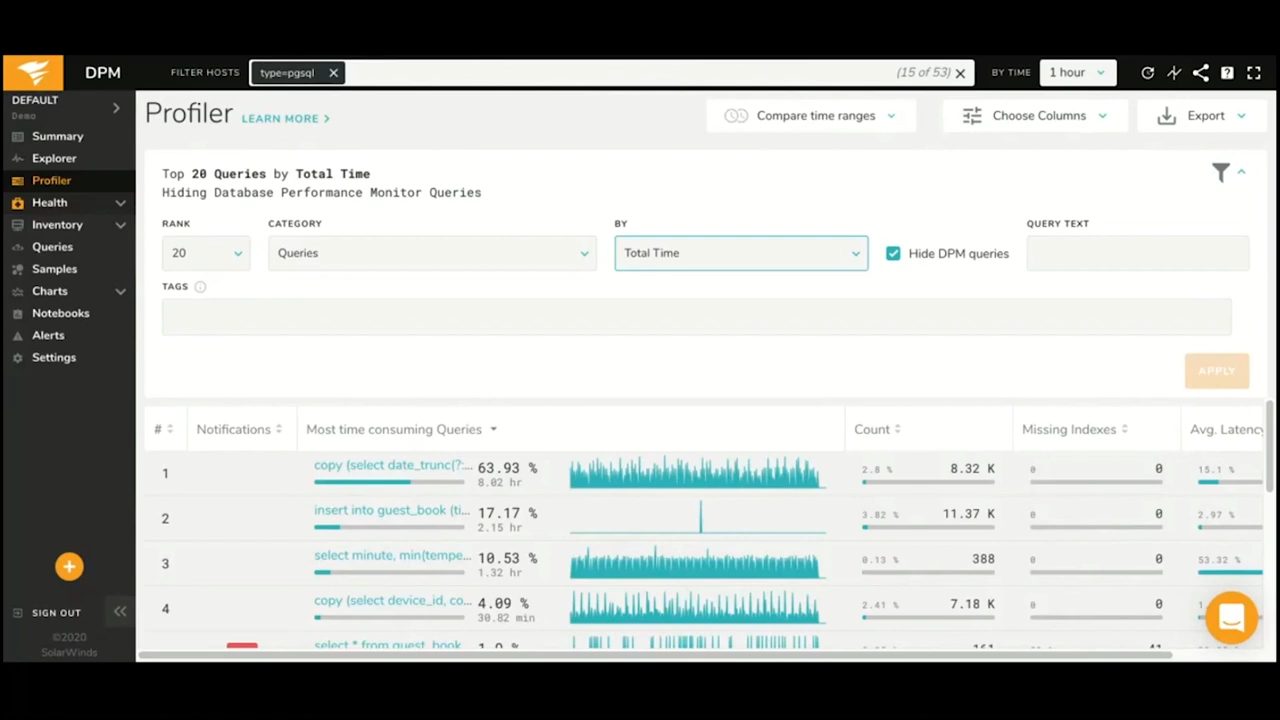 DPM
FILTER HOSTS
type=pgsql
(15 of 53)
BY TIME
1 hour
DEFAULT
Demo
Summary
Explorer
Profiler
Health
Inventory
Queries
Samples
Charts
Notebooks
Alerts
Settings
SIGN OUT
©2020
SolarWinds
Profiler
LEARN MORE
Compare time ranges
Choose Columns
Export
Top 20 Queries by Total Time
Hiding Database Performance Monitor Queries
RANK
CATEGORY
BY
QUERY TEXT
20
Queries
Total Time
Hide DPM queries
TAGS
APPLY
# Notifications Most time consuming Queries Count Missing Indexes Avg. Latency
1 copy (select date_trunc(?:... 63.93 % 2.8 % 8.32 K 0 0 15.1 %
8.02 hr
2 insert into guest_book (ti... 17.17 % 3.82 % 11.37 K 0 0 2.97 %
2.15 hr
3 select minute, min(tempe... 10.53 % 0.13 % 388 0 0 53.32 %
1.32 hr
4 copy (select device_id, co... 4.09 % 2.41 % 7.18 K 0 0
30.82 min
select * from guest_book